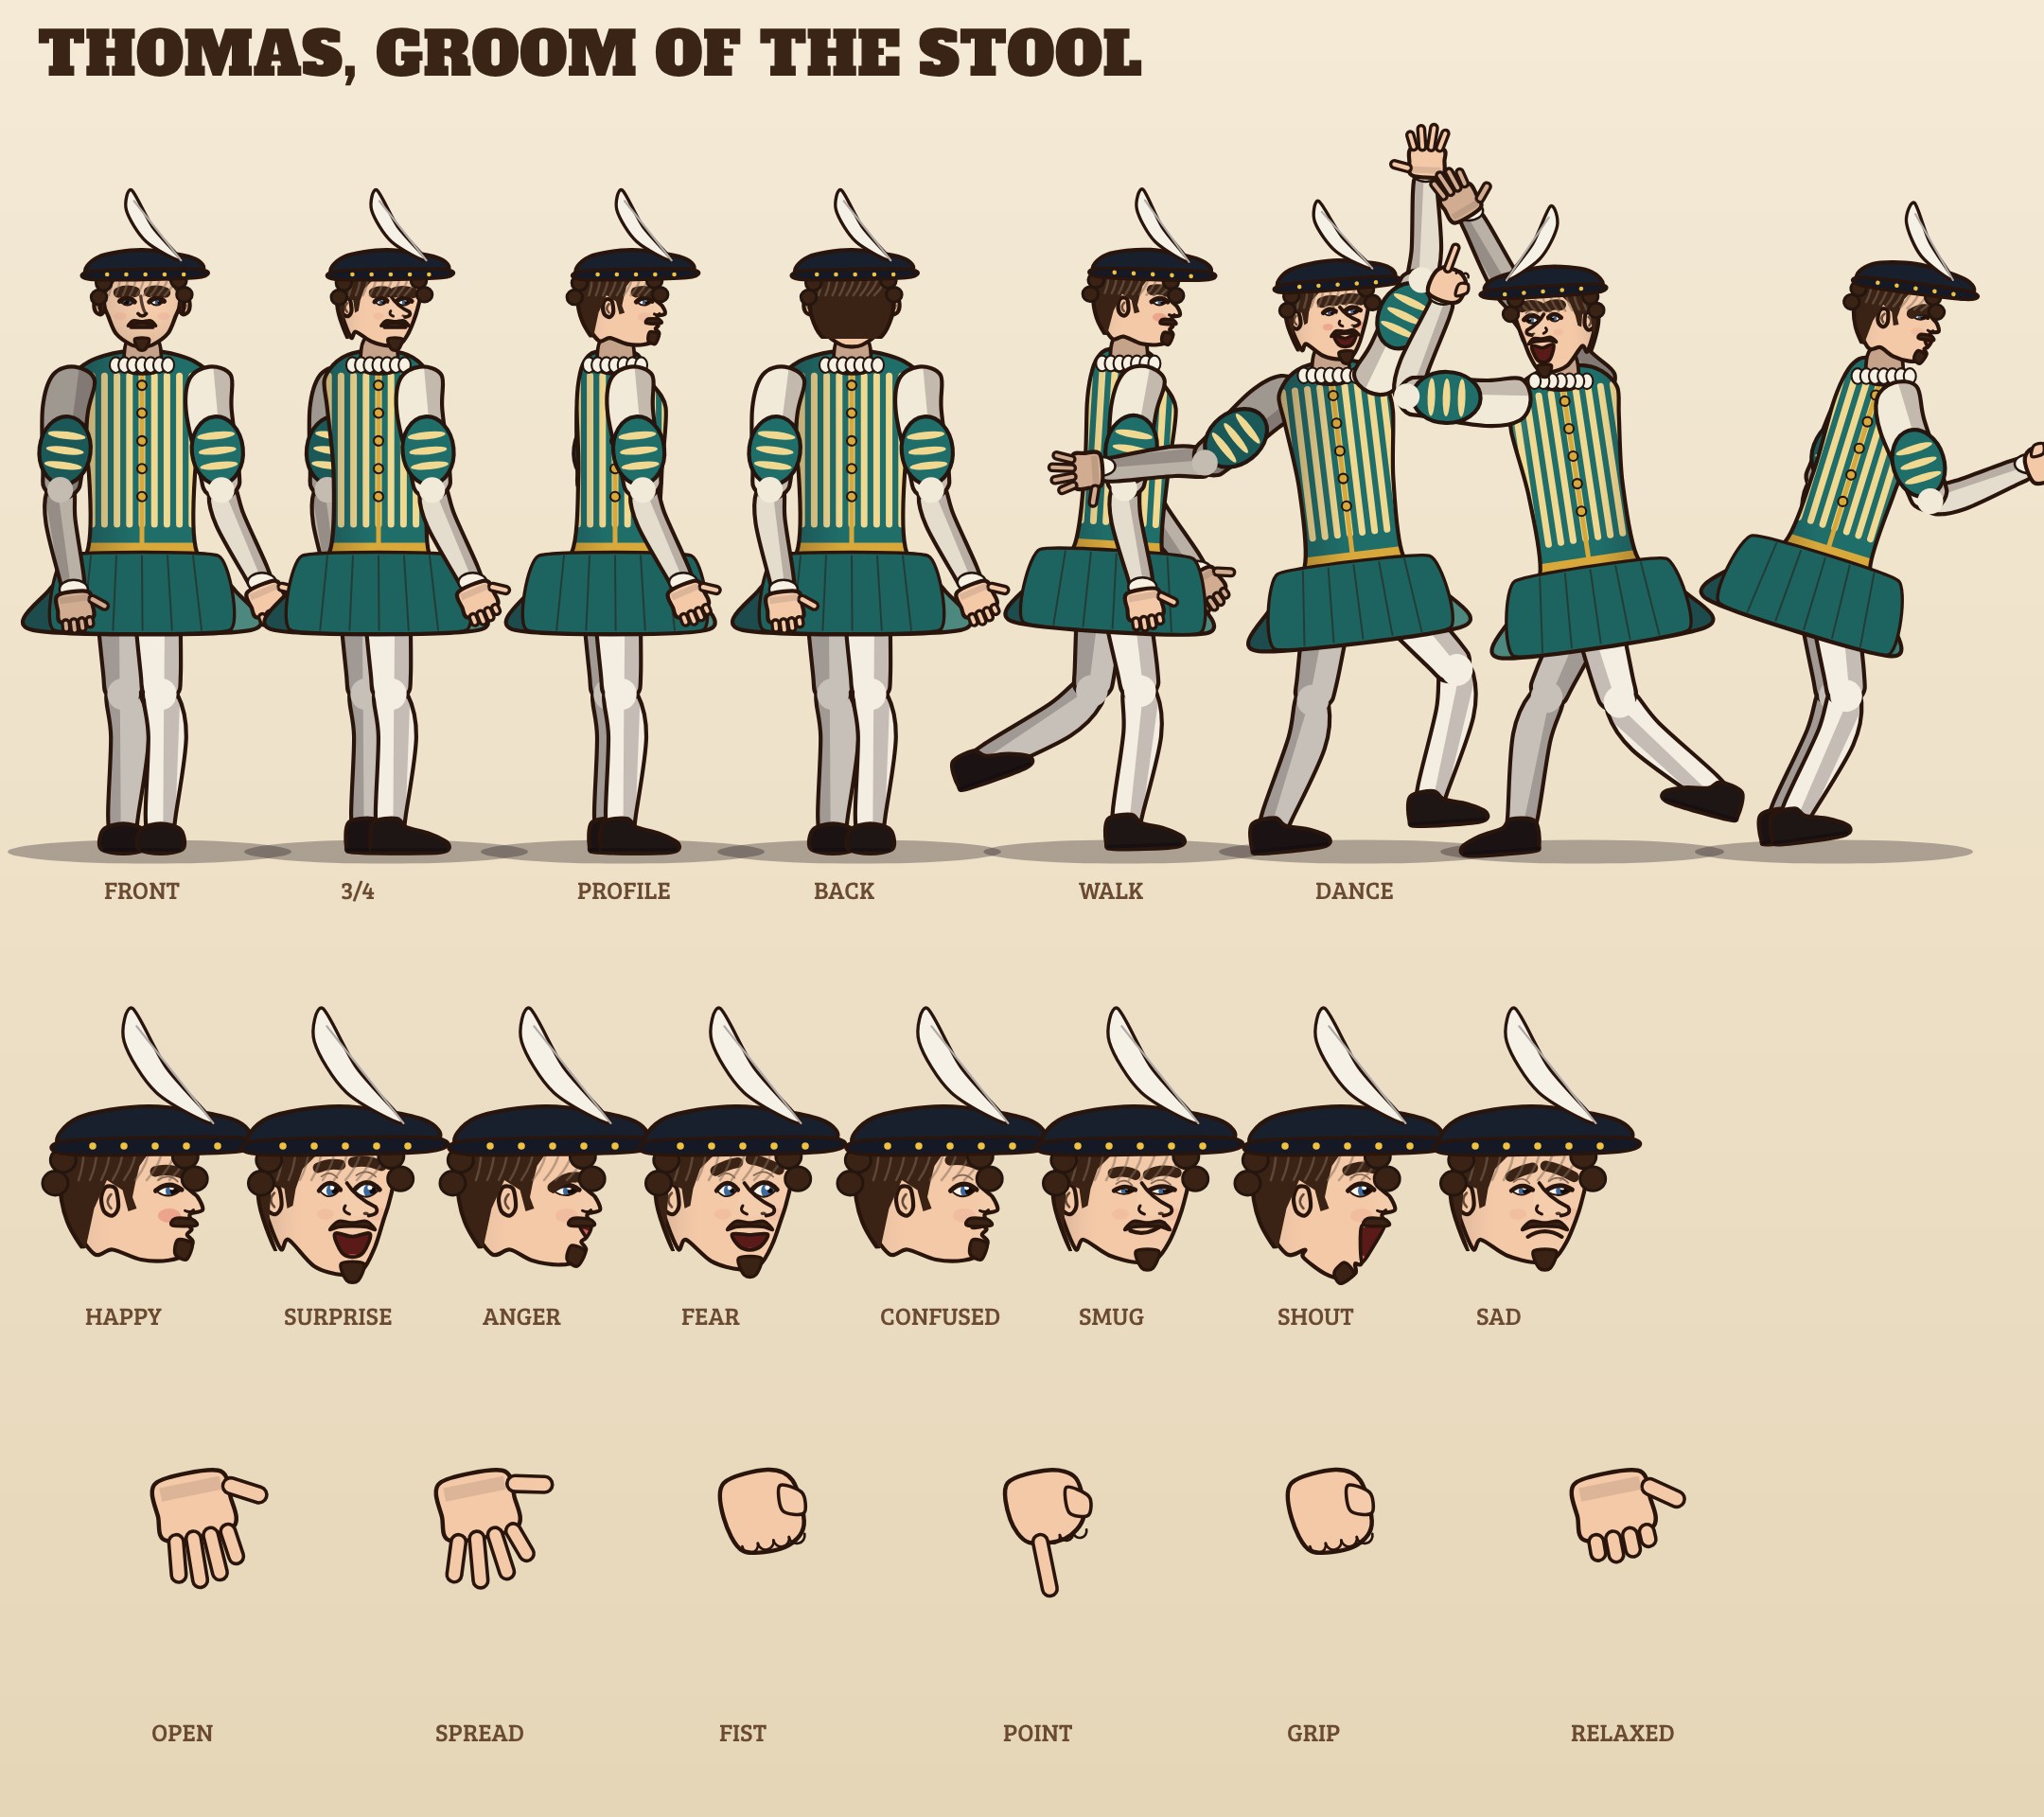 THOMAS, GROOM OF THE STOOL
FRONT 3/4 PROFILE BACK WALK DANCE
HAPPY SURPRISE ANGER FEAR CONFUSED SMUG SHOUT SAD
OPEN SPREAD FIST POINT GRIP RELAXED